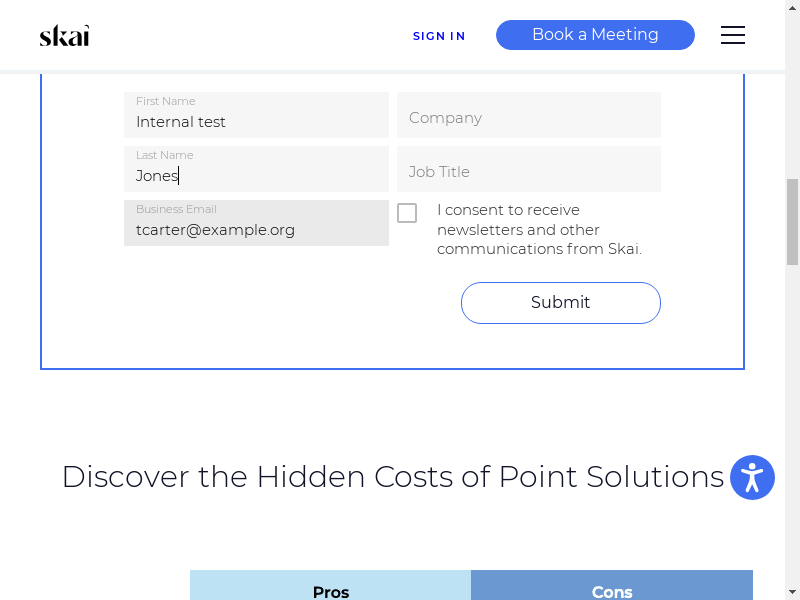 skai
SIGN IN
Book a Meeting
First Name
Internal test
Company
Last Name
Jones
Job Title
Business Email
tcarter@example.org
I consent to receive
newsletters and other
communications from Skai.
Submit
Discover the Hidden Costs of Point Solutions
Pros
Cons